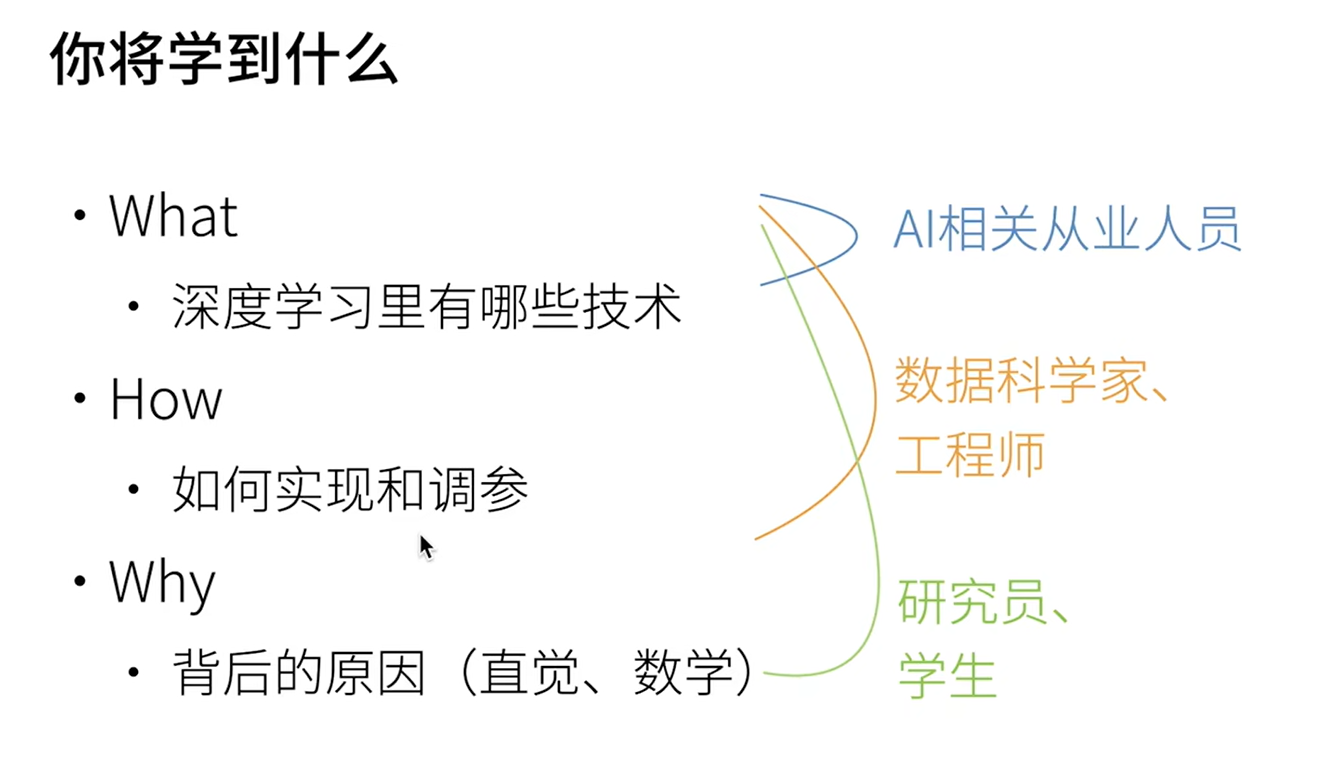 你将学到什么
• What
• 深度学习里有哪些技术
• How
• 如何实现和调参
• Why
• 背后的原因（直觉、数学）
AI相关从业人员
数据科学家、
工程师
研究员、
学生